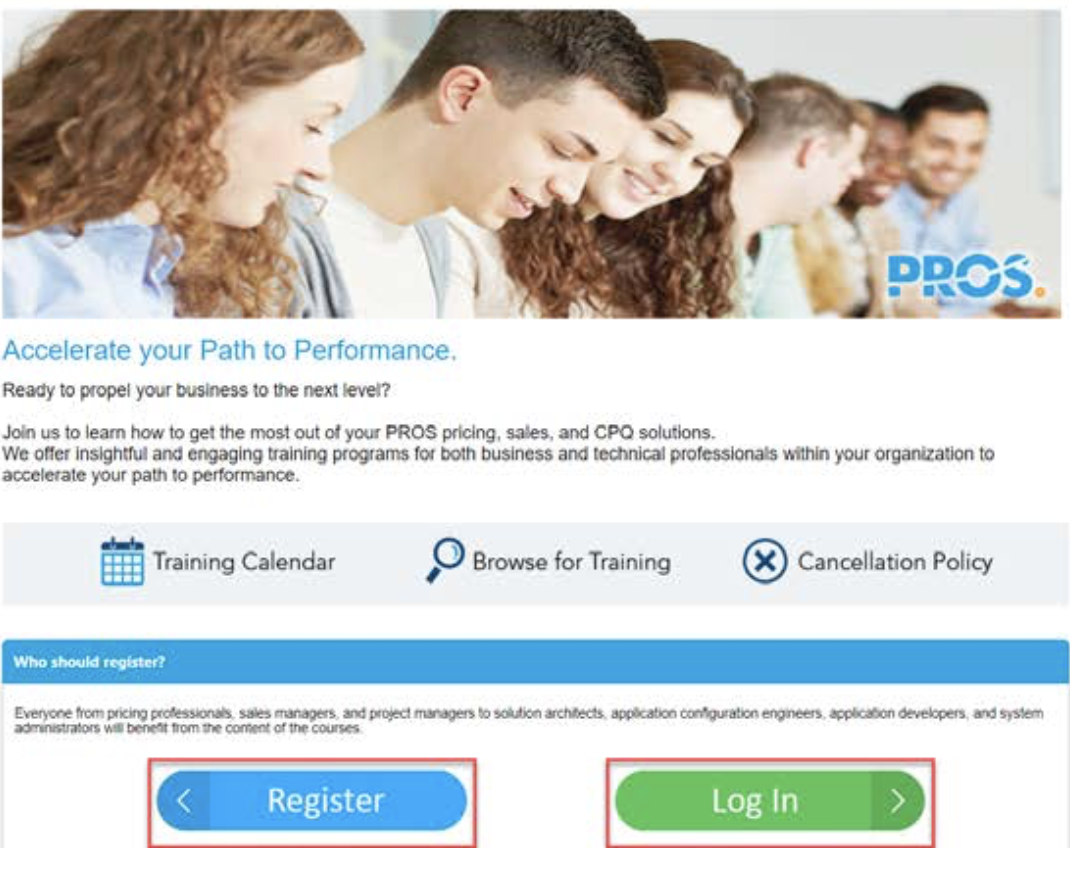 PROS.
Accelerate your Path to Performance.
Ready to propel your business to the next level?
Join us to learn how to get the most out of your PROS pricing, sales, and CPQ solutions.
We offer insightful and engaging training programs for both business and technical professionals within your organization to
accelerate your path to performance.
Training Calendar
Browse for Training
Cancellation Policy
Who should register?
Everyone from pricing professionals, sales managers, and project managers to solution architects, application configuration engineers, application developers, and system
administrators will benefit from the content of the courses.
Register
Log In